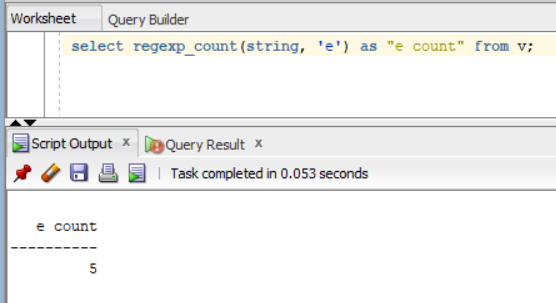 Worksheet Query Builder
select regexp_count(string, 'e') as "e count" from v;
Script Output x Query Result x
Task completed in 0.053 seconds
e count
----------
5